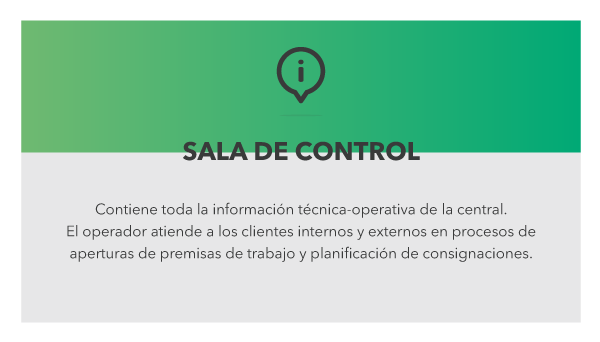 SALA DE CONTROL
Contiene toda la información técnica-operativa de la central.
El operador atiende a los clientes internos y externos en procesos de
aperturas de premisas de trabajo y planificación de consignaciones.